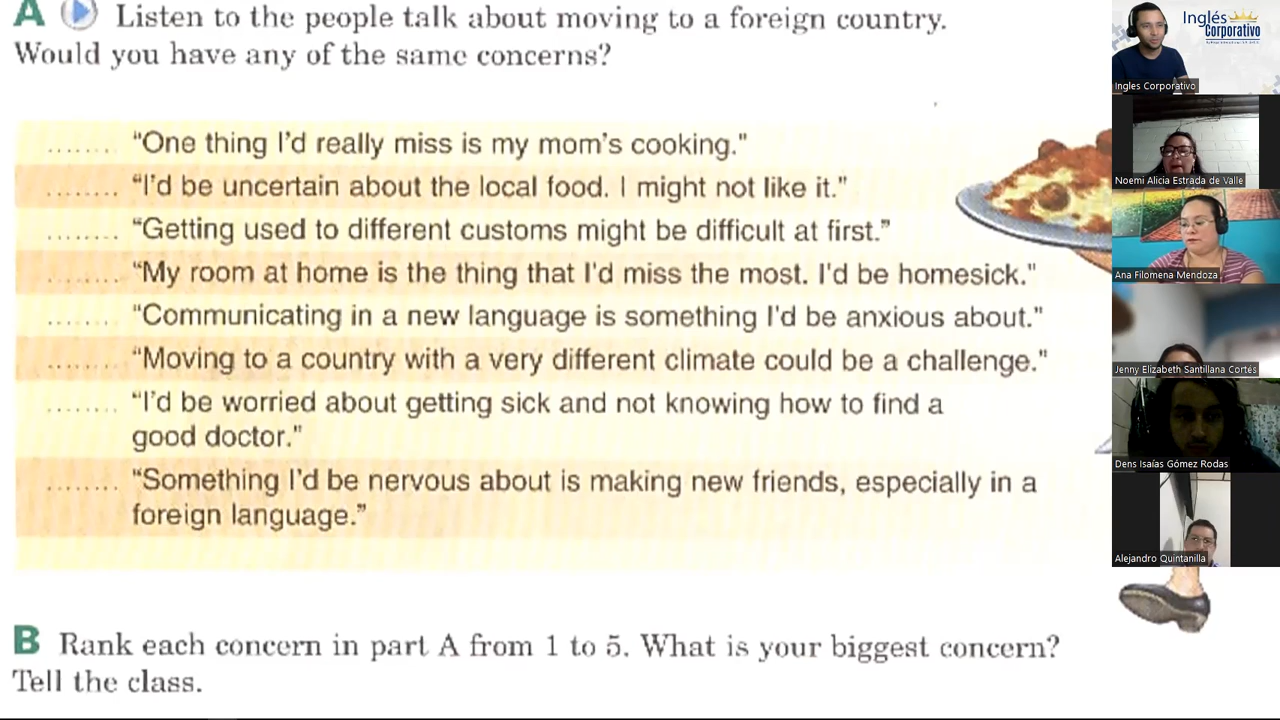 A Listen to the people talk about moving to a foreign country.
Would you have any of the same concerns?
........ “One thing I’d really miss is my mom’s cooking.”
........ “I’d be uncertain about the local food. I might not like it.”
........ “Getting used to different customs might be difficult at first.”
........ “My room at home is the thing that I’d miss the most. I’d be homesick.”
........ “Communicating in a new language is something I’d be anxious about.”
........ “Moving to a country with a very different climate could be a challenge.”
........ “I’d be worried about getting sick and not knowing how to find a
good doctor.”
........ “Something I’d be nervous about is making new friends, especially in a
foreign language.”
B Rank each concern in part A from 1 to 5. What is your biggest concern?
Tell the class.
Inglés
Corporativo
Ingles Corporativo
Noemi Alicia Estrada de Valle
Ana Filomena Mendoza
Jenny Elizabeth Santillana Cortés
Dens Isaías Gómez Rodas
Alejandro Quintanilla